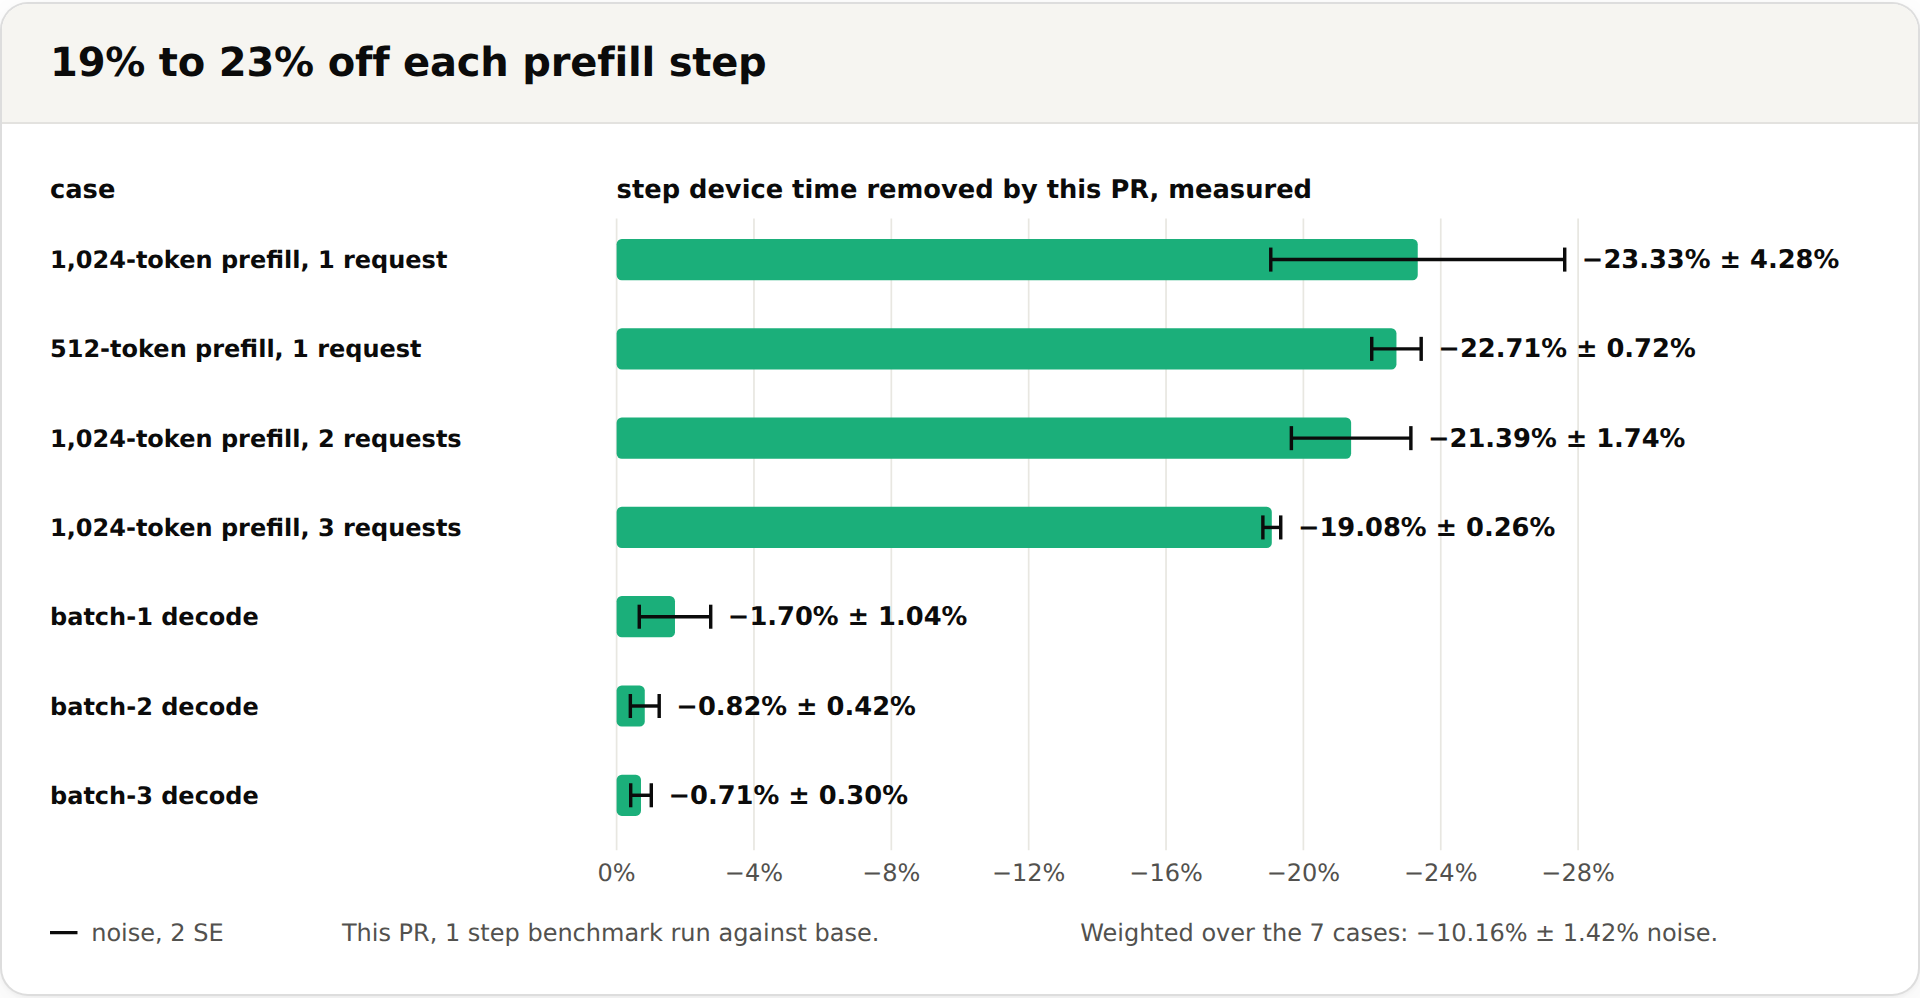 19% to 23% off each prefill step
case step device time removed by this PR, measured
1,024-token prefill, 1 request −23.33% ± 4.28%
512-token prefill, 1 request −22.71% ± 0.72%
1,024-token prefill, 2 requests −21.39% ± 1.74%
1,024-token prefill, 3 requests −19.08% ± 0.26%
batch-1 decode −1.70% ± 1.04%
batch-2 decode −0.82% ± 0.42%
batch-3 decode −0.71% ± 0.30%
0% −4% −8% −12% −16% −20% −24% −28%
noise, 2 SE This PR, 1 step benchmark run against base. Weighted over the 7 cases: −10.16% ± 1.42% noise.